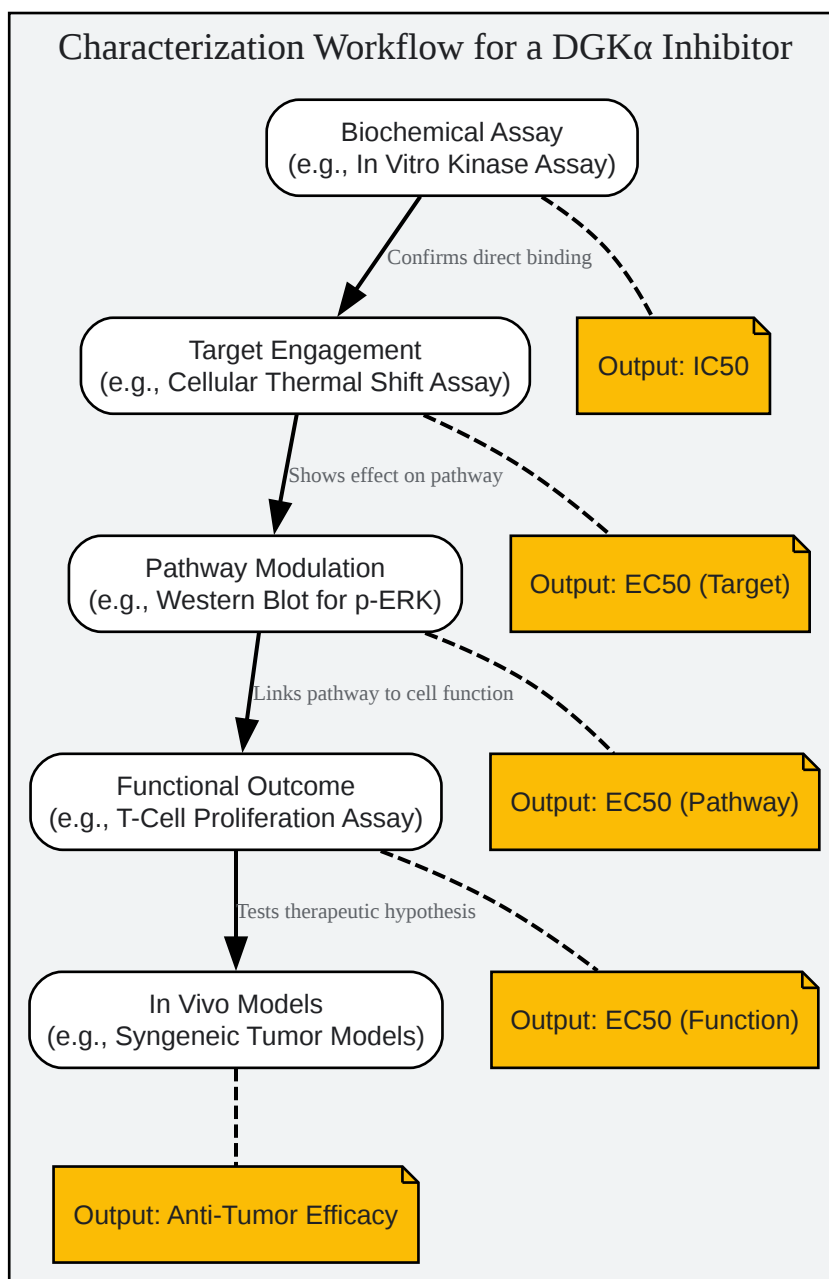 Characterization Workflow for a DGKα Inhibitor
Biochemical Assay
(e.g., In Vitro Kinase Assay)
Confirms direct binding
Target Engagement
(e.g., Cellular Thermal Shift Assay)
Output: IC50
Shows effect on pathway
Pathway Modulation
(e.g., Western Blot for p-ERK)
Output: EC50 (Target)
Links pathway to cell function
Functional Outcome
(e.g., T-Cell Proliferation Assay)
Output: EC50 (Pathway)
Tests therapeutic hypothesis
In Vivo Models
(e.g., Syngeneic Tumor Models)
Output: EC50 (Function)
Output: Anti-Tumor Efficacy